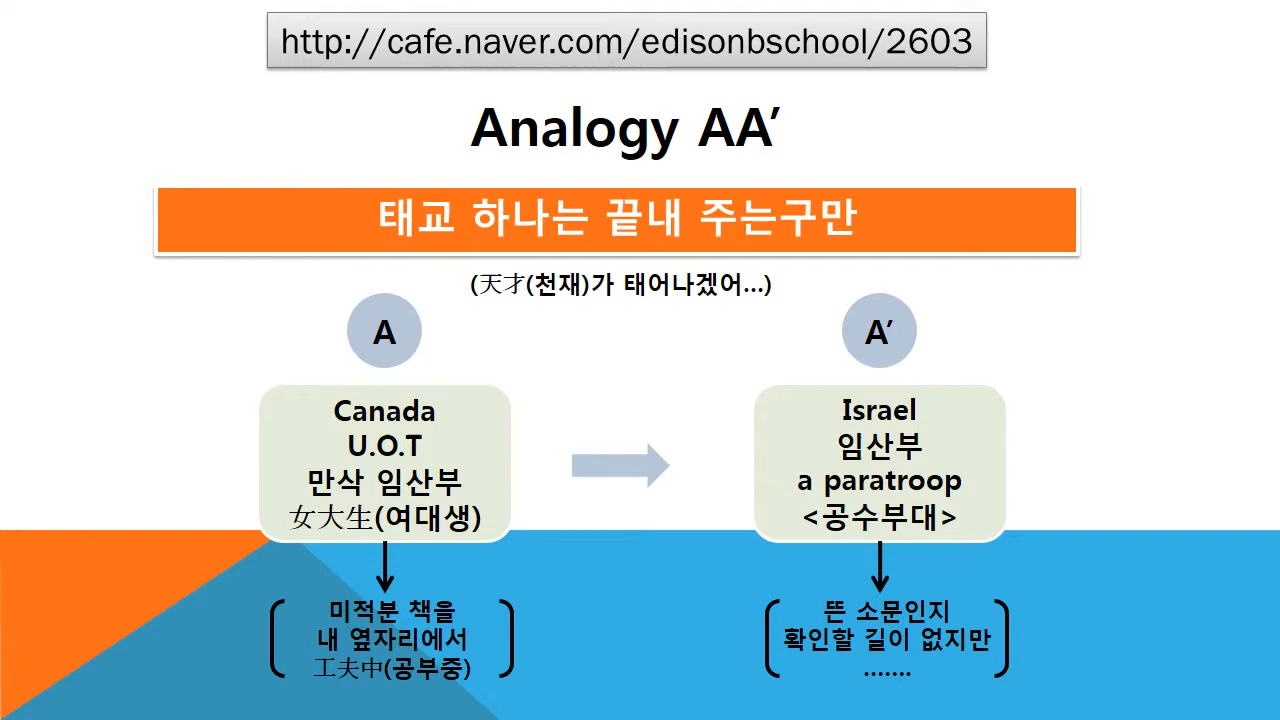 http://cafe.naver.com/edisonbschool/2603
Analogy AA′
태교 하나는 끝내 주는구만
(天才(천재)가 태어나겠어...)
A
A′
Canada
U.O.T
만삭 임산부
女大生(여대생)
Israel
임산부
a paratroop
<공수부대>
미적분 책을
내 옆자리에서
工夫中(공부중)
뜬 소문인지
확인할 길이 없지만
.......